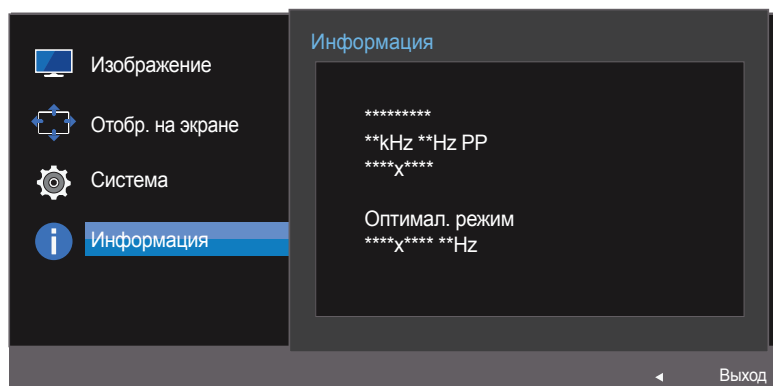 Изображение
Отобр. на экране
Система
Информация
Информация
*********
**kHz **Hz PP
****x****
Оптимал. режим
****x**** **Hz
Выход